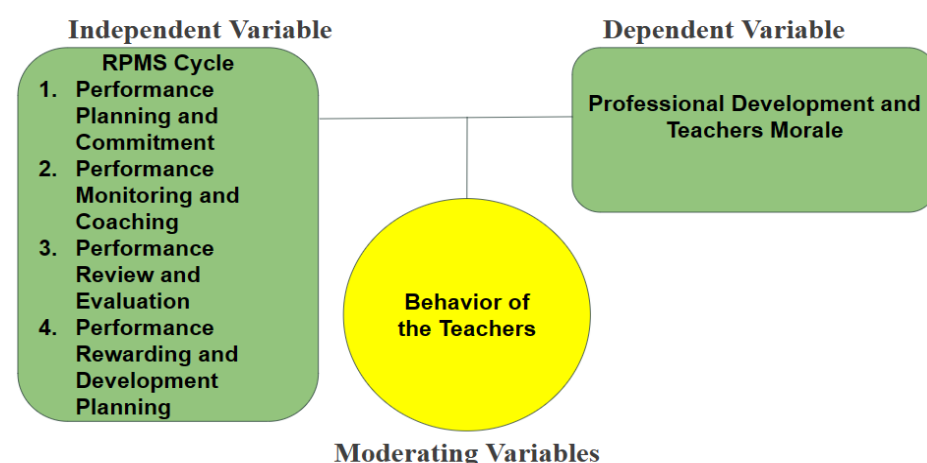 Independent Variable
Dependent Variable
RPMS Cycle
1. Performance
Planning and
Commitment
2. Performance
Monitoring and
Coaching
3. Performance
Review and
Evaluation
4. Performance
Rewarding and
Development
Planning
Professional Development and
Teachers Morale
Behavior of
the Teachers
Moderating Variables